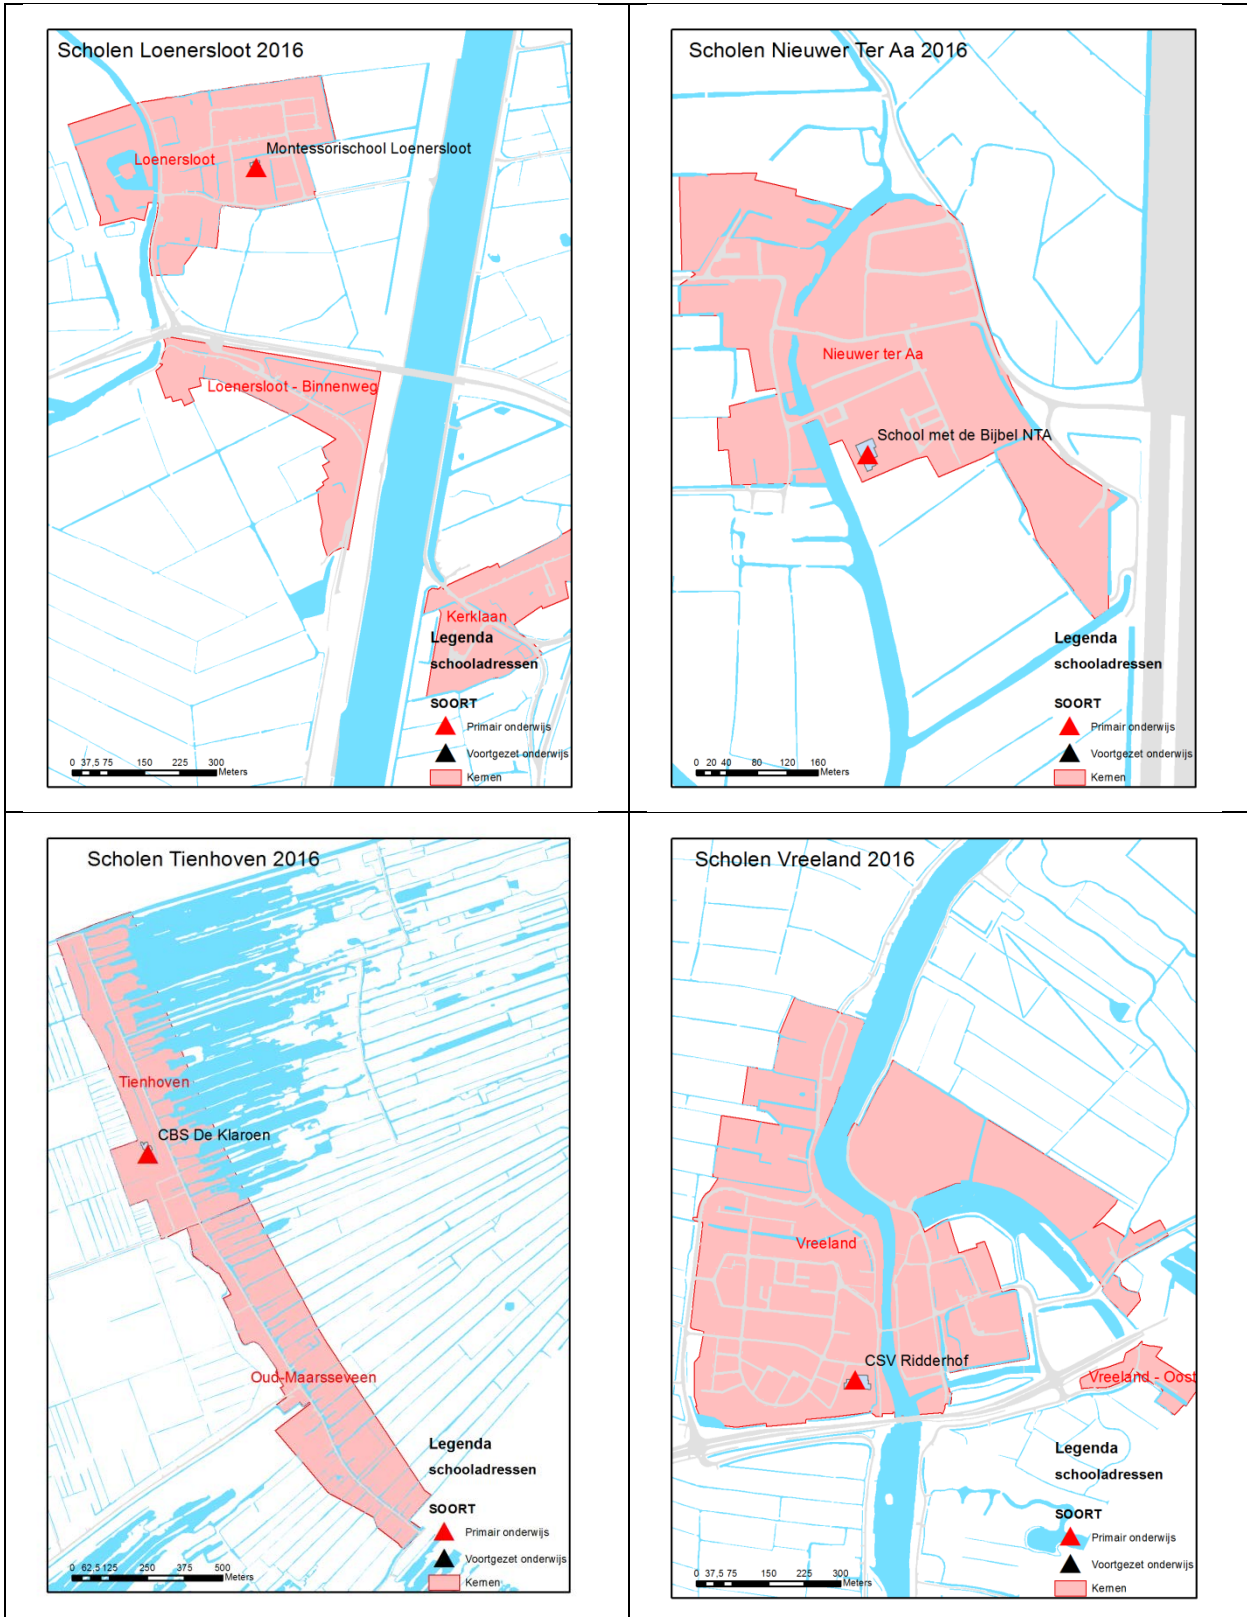 Scholen Loenersloot 2016
Loenersloot
Montessorischool Loenersloot
Loenersloot - Binnenweg
Kerklaan
Legenda
schooladressen
SOORT
Primair onderwijs
Voortgezet onderwijs
Kernen
0 37,5 75 150 225 300
Meters
Scholen Nieuwer Ter Aa 2016
Nieuwer ter Aa
School met de Bijbel NTA
Legenda
schooladressen
SOORT
Primair onderwijs
Voortgezet onderwijs
Kernen
0 20 40 80 120 160
Meters
Scholen Tienhoven 2016
Tienhoven
CBS De Klaroen
Oud-Maarsseveen
Legenda
schooladressen
SOORT
Primair onderwijs
Voortgezet onderwijs
Kernen
0 62,5 125 250 375 500
Meters
Scholen Vreeland 2016
Vreeland
CSV Ridderhof
Vreeland - Oost
Legenda
schooladressen
SOORT
Primair onderwijs
Voortgezet onderwijs
Kernen
0 37,5 75 150 225 300
Meters